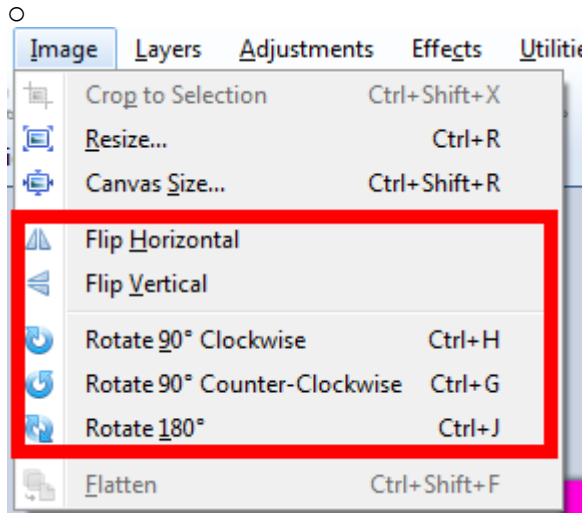 Image Layers Adjustments Effects Utilitie
Crop to Selection Ctrl+Shift+X
Resize... Ctrl+R
Canvas Size... Ctrl+Shift+R
Flip Horizontal
Flip Vertical
Rotate 90° Clockwise Ctrl+H
Rotate 90° Counter-Clockwise Ctrl+G
Rotate 180° Ctrl+J
Flatten Ctrl+Shift+F